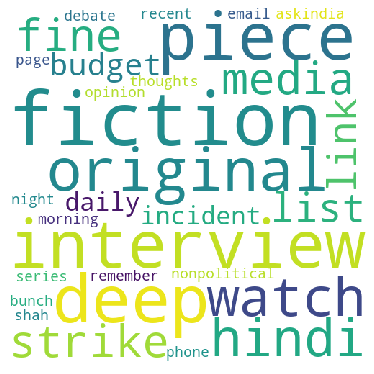 debate recent email askindia
fine piece
page budget media
thoughts
opinion
fiction
link
original
night daily list
morning incident
interview
series remember nonpolitical
bunch deep watch
shah
strike phone hindi